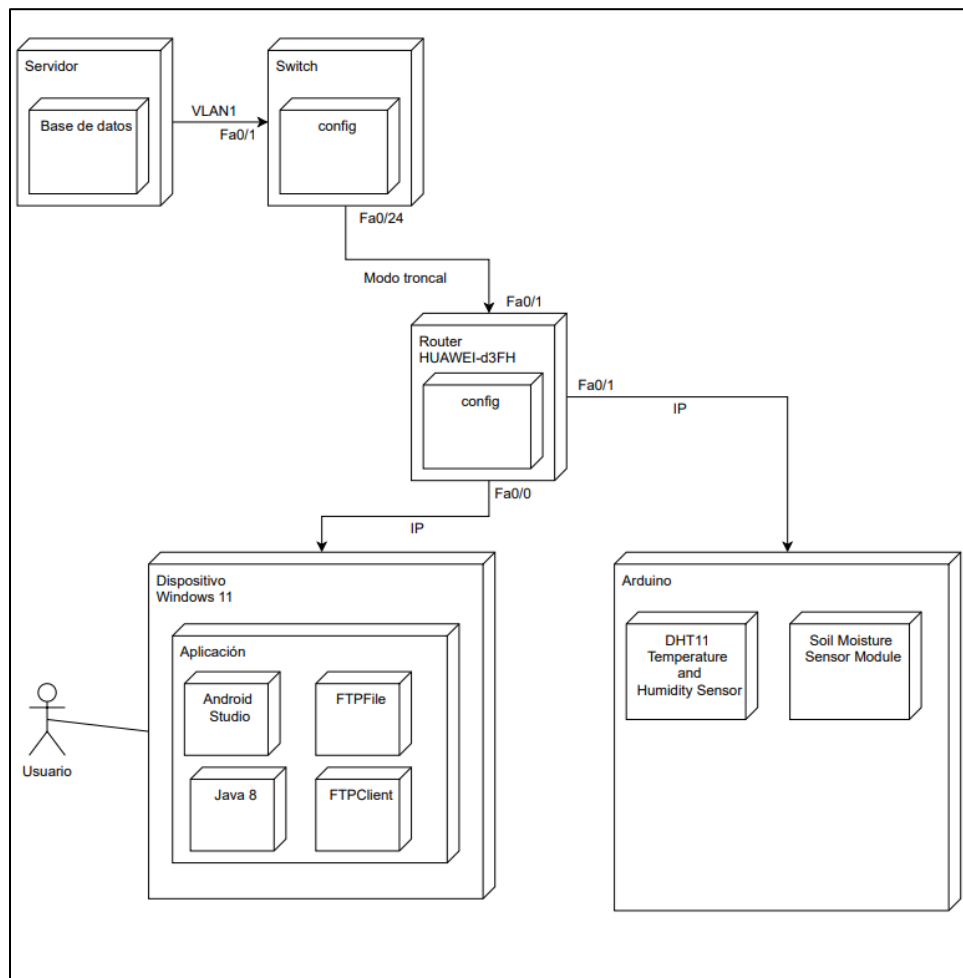 Servidor
Base de datos
VLAN1
Fa0/1
Switch
config
Fa0/24
Modo troncal
Fa0/1
Router
HUAWEI-d3FH
config
Fa0/1
IP
Fa0/0
IP
Dispositivo
Windows 11
Aplicación
Android
Studio
FTPFile
Java 8
FTPClient
Usuario
Arduino
DHT11
Temperature
and
Humidity Sensor
Soil Moisture
Sensor Module